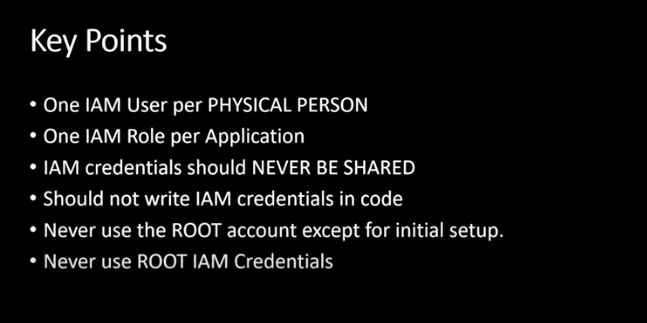 Key Points
• One IAM User per PHYSICAL PERSON
• One IAM Role per Application
• IAM credentials should NEVER BE SHARED
• Should not write IAM credentials in code
• Never use the ROOT account except for initial setup.
• Never use ROOT IAM Credentials